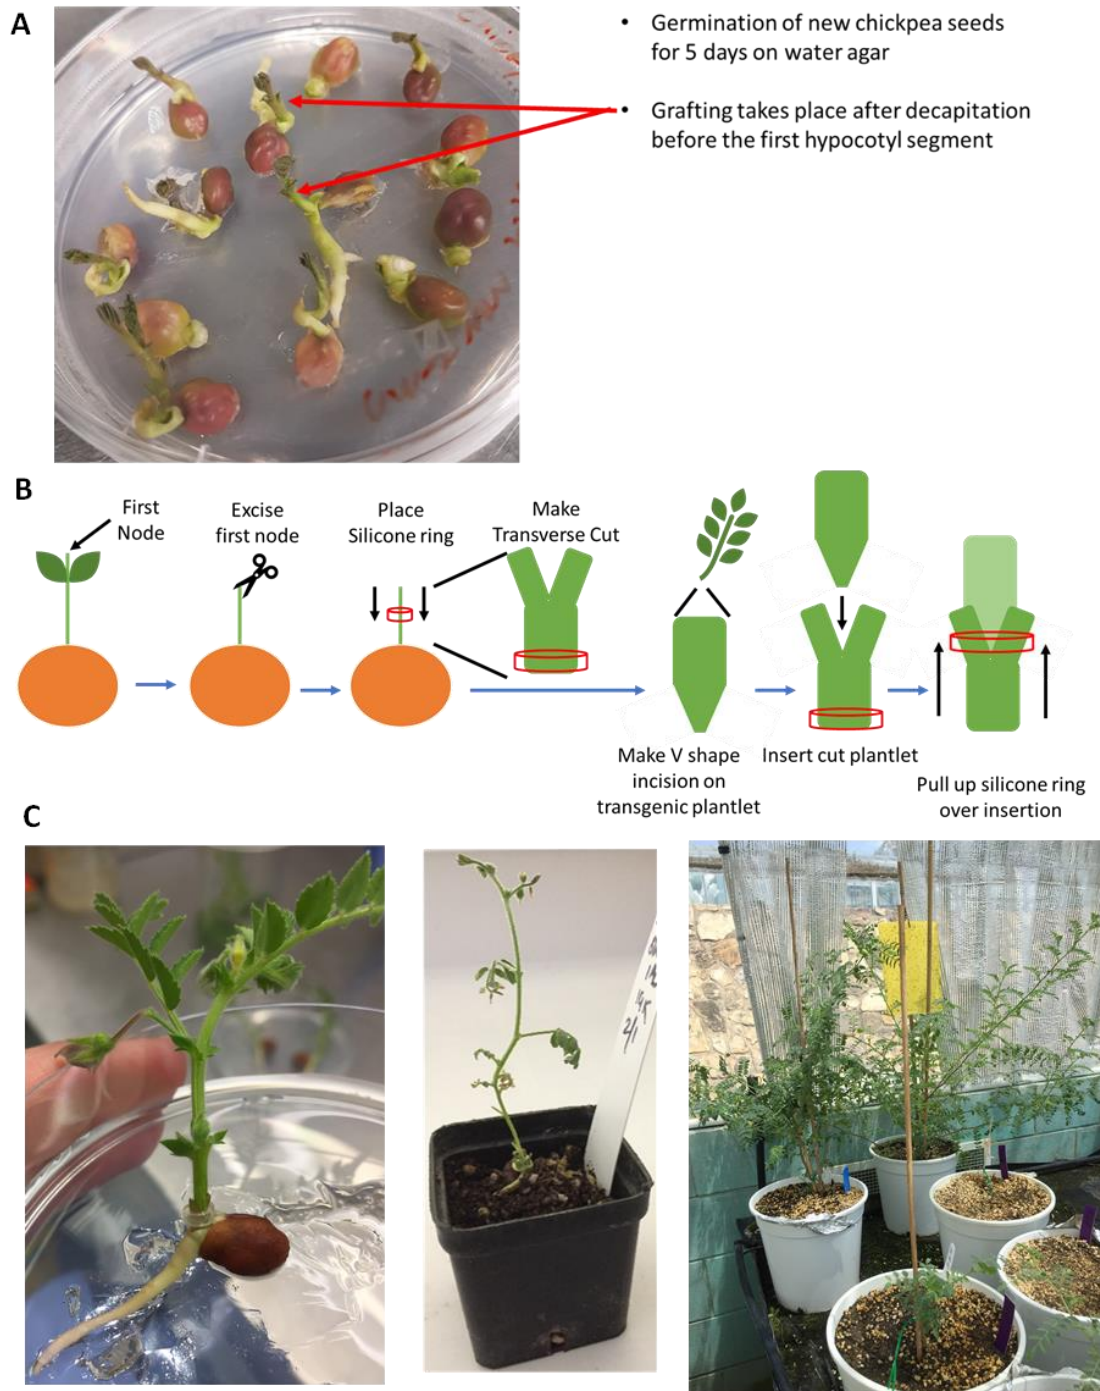 A
• Germination of new chickpea seeds
for 5 days on water agar
• Grafting takes place after decapitation
before the first hypocotyl segment
B
First
Node
Excise
first node
Place
Silicone ring
Make
Transverse Cut
Make V shape
incision on
transgenic plantlet
Insert cut plantlet
Pull up silicone ring
over insertion
C